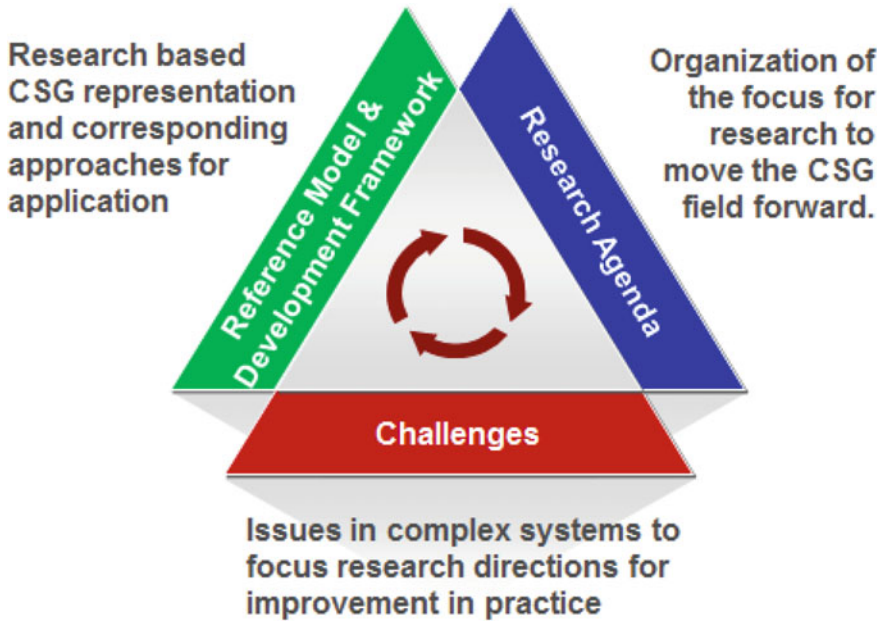 Research based
CSG representation
and corresponding
approaches for
application
Reference Model &
Development Framework
Research Agenda
Organization of
the focus for
research to
move the CSG
field forward.
Challenges
Issues in complex systems to
focus research directions for
improvement in practice